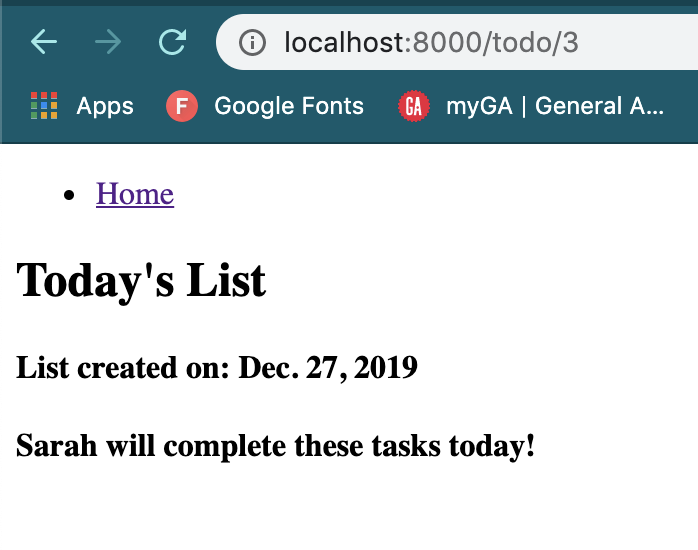 localhost:8000/todo/3
Apps F Google Fonts GA myGA | General A...
Home
Today's List
List created on: Dec. 27, 2019
Sarah will complete these tasks today!